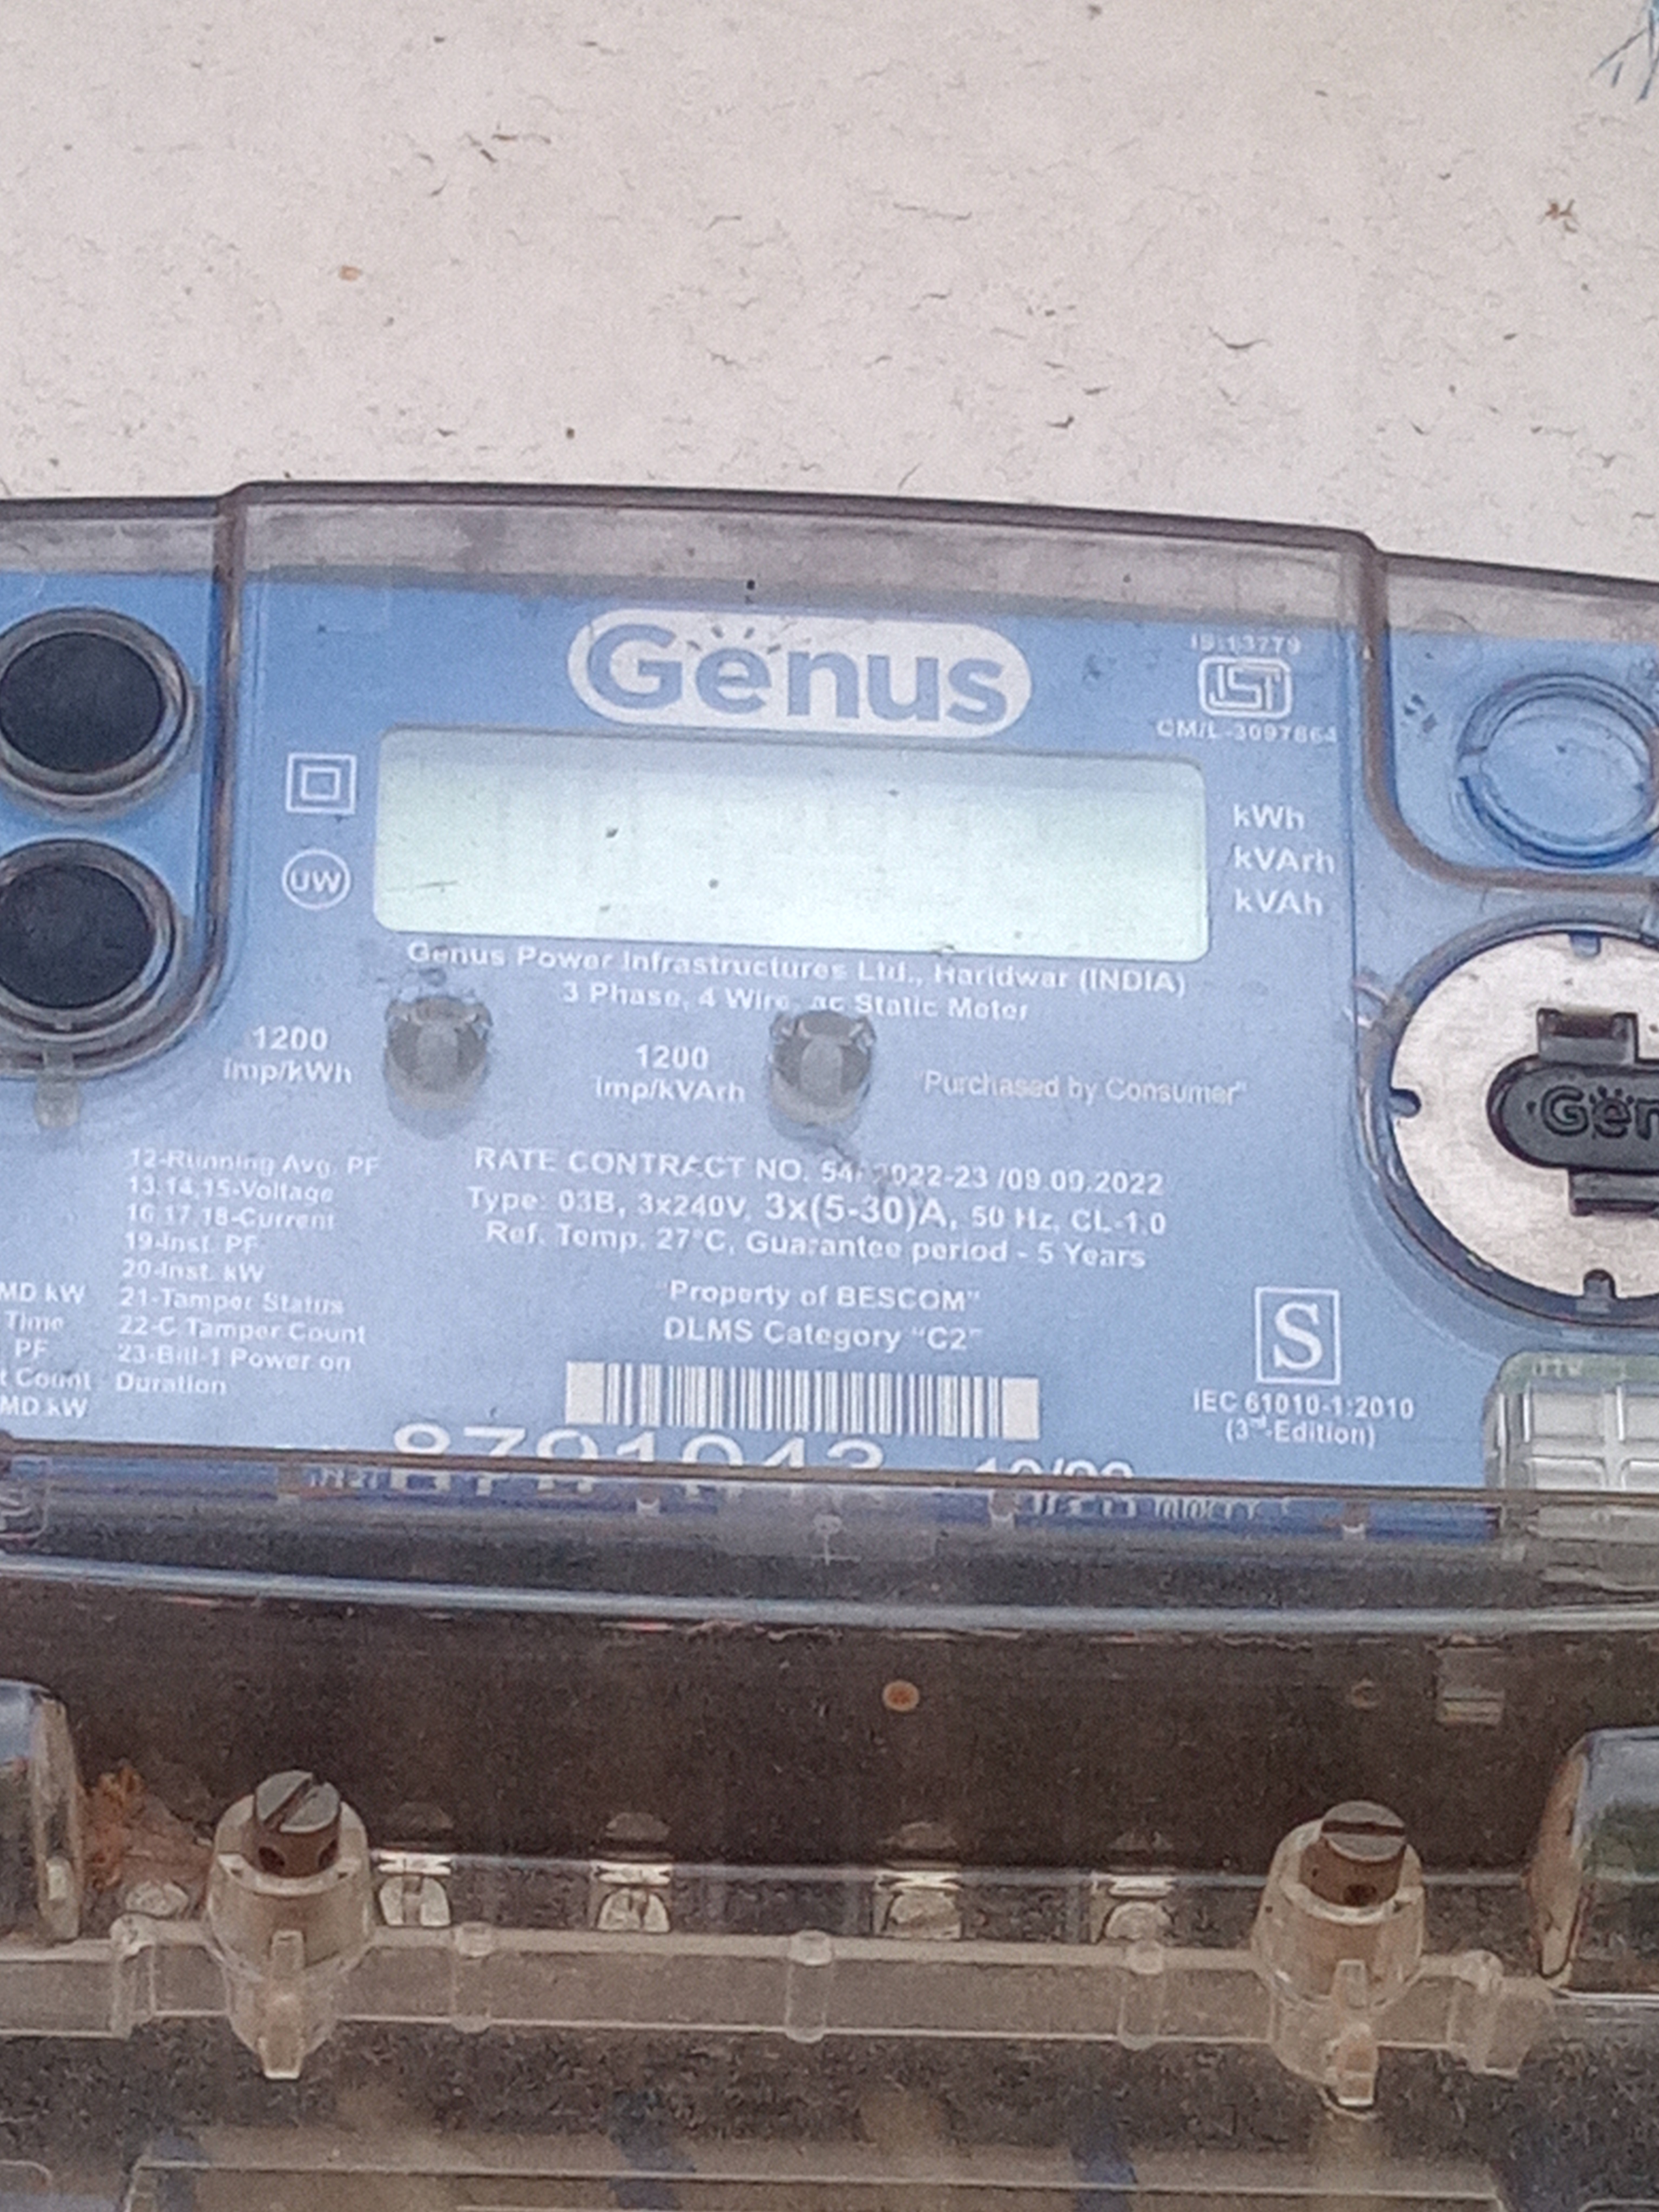 Genus
IS:13779
CM/L-3097864
kWh
kVArh
kVAh
UW
Genus Power Infrastructures Ltd., Haridwar (INDIA)
3 Phase, 4 Wire, ac Static Meter
1200
imp/kWh
1200
imp/kVArh
"Purchased by Consumer"
RATE CONTRACT NO. 2022-23 /09.09.2022
Type: 03B, 3x240V, 3x(5-30)A, 50 Hz, CL-1.0
Ref. Temp. 27°C, Guarantee period - 5 Years
"Property of BESCOM"
DLMS Category "C2"
12-Running Avg. PF
13,14,15-Voltage
16,17,18-Current
19-Inst. PF
20-Inst. kW
21-Tamper Status
22-C Tamper Count
23-Bill-1 Power on
Duration
MD kW
Time
PF
Count
MD kW
S
IEC 61010-1:2010
(3rd-Edition)